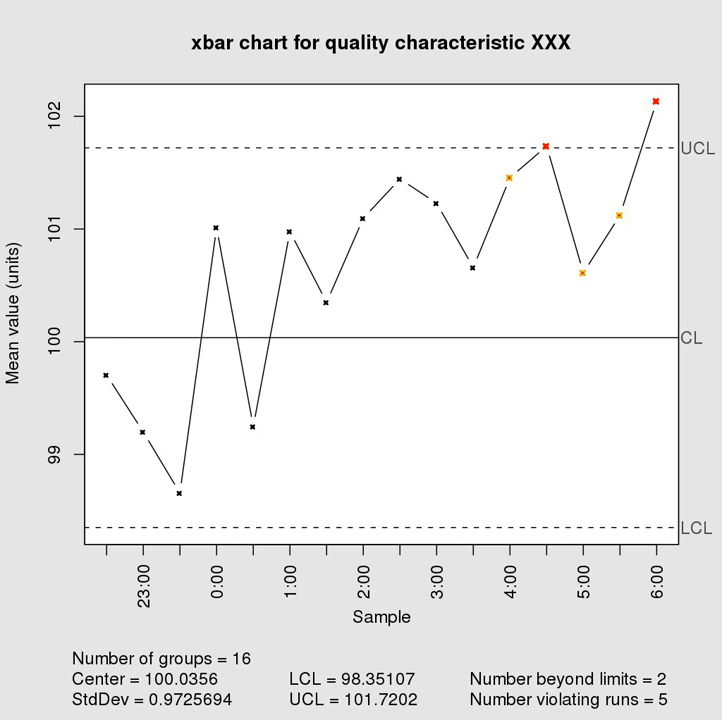 xbar chart for quality characteristic XXX
102
101
100
99
Mean value (units)
UCL
CL
LCL
23:00
0:00
1:00
2:00
3:00
4:00
5:00
6:00
Sample
Number of groups = 16
Center = 100.0356 LCL = 98.35107 Number beyond limits = 2
StdDev = 0.9725694 UCL = 101.7202 Number violating runs = 5